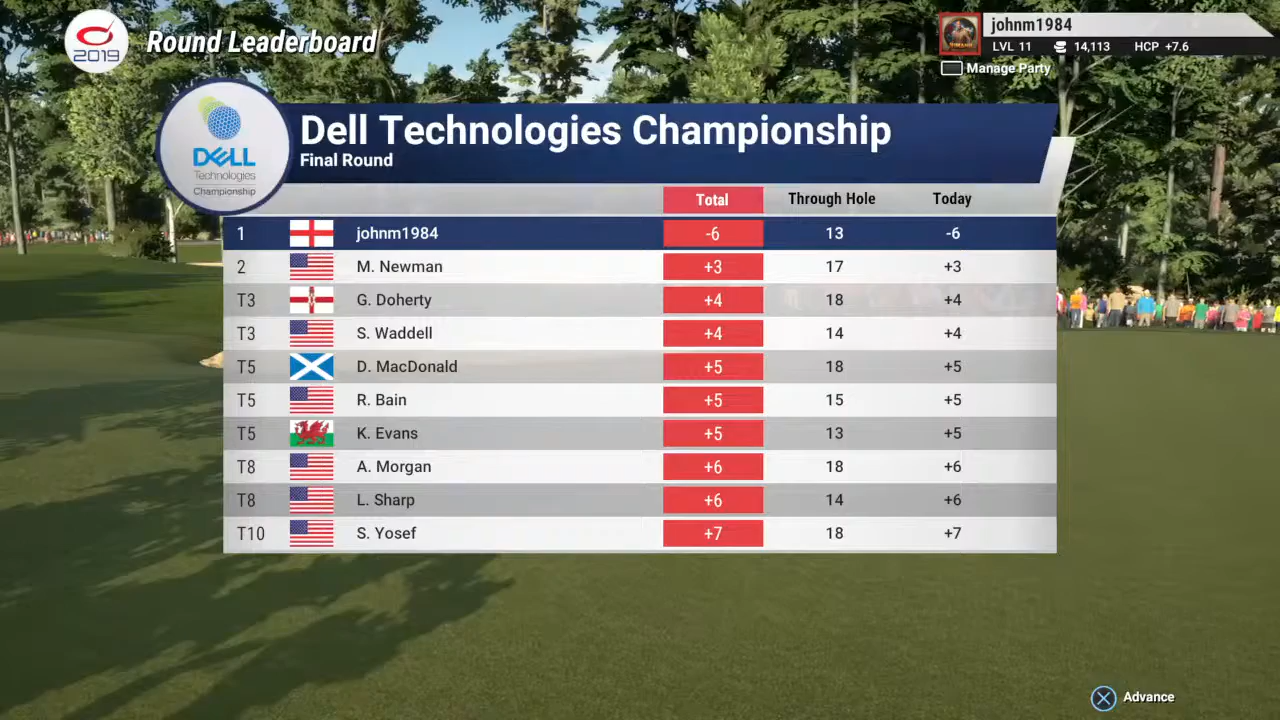 2019
Round Leaderboard
johnm1984
LVL 11 14,113 HCP +7.6
Manage Party
DELL
Technologies
Championship
Dell Technologies Championship
Final Round
Total Through Hole Today
1 johnm1984 -6 13 -6
2 M. Newman +3 17 +3
T3 G. Doherty +4 18 +4
T3 S. Waddell +4 14 +4
T5 D. MacDonald +5 18 +5
T5 R. Bain +5 15 +5
T5 K. Evans +5 13 +5
T8 A. Morgan +6 18 +6
T8 L. Sharp +6 14 +6
T10 S. Yosef +7 18 +7
Advance